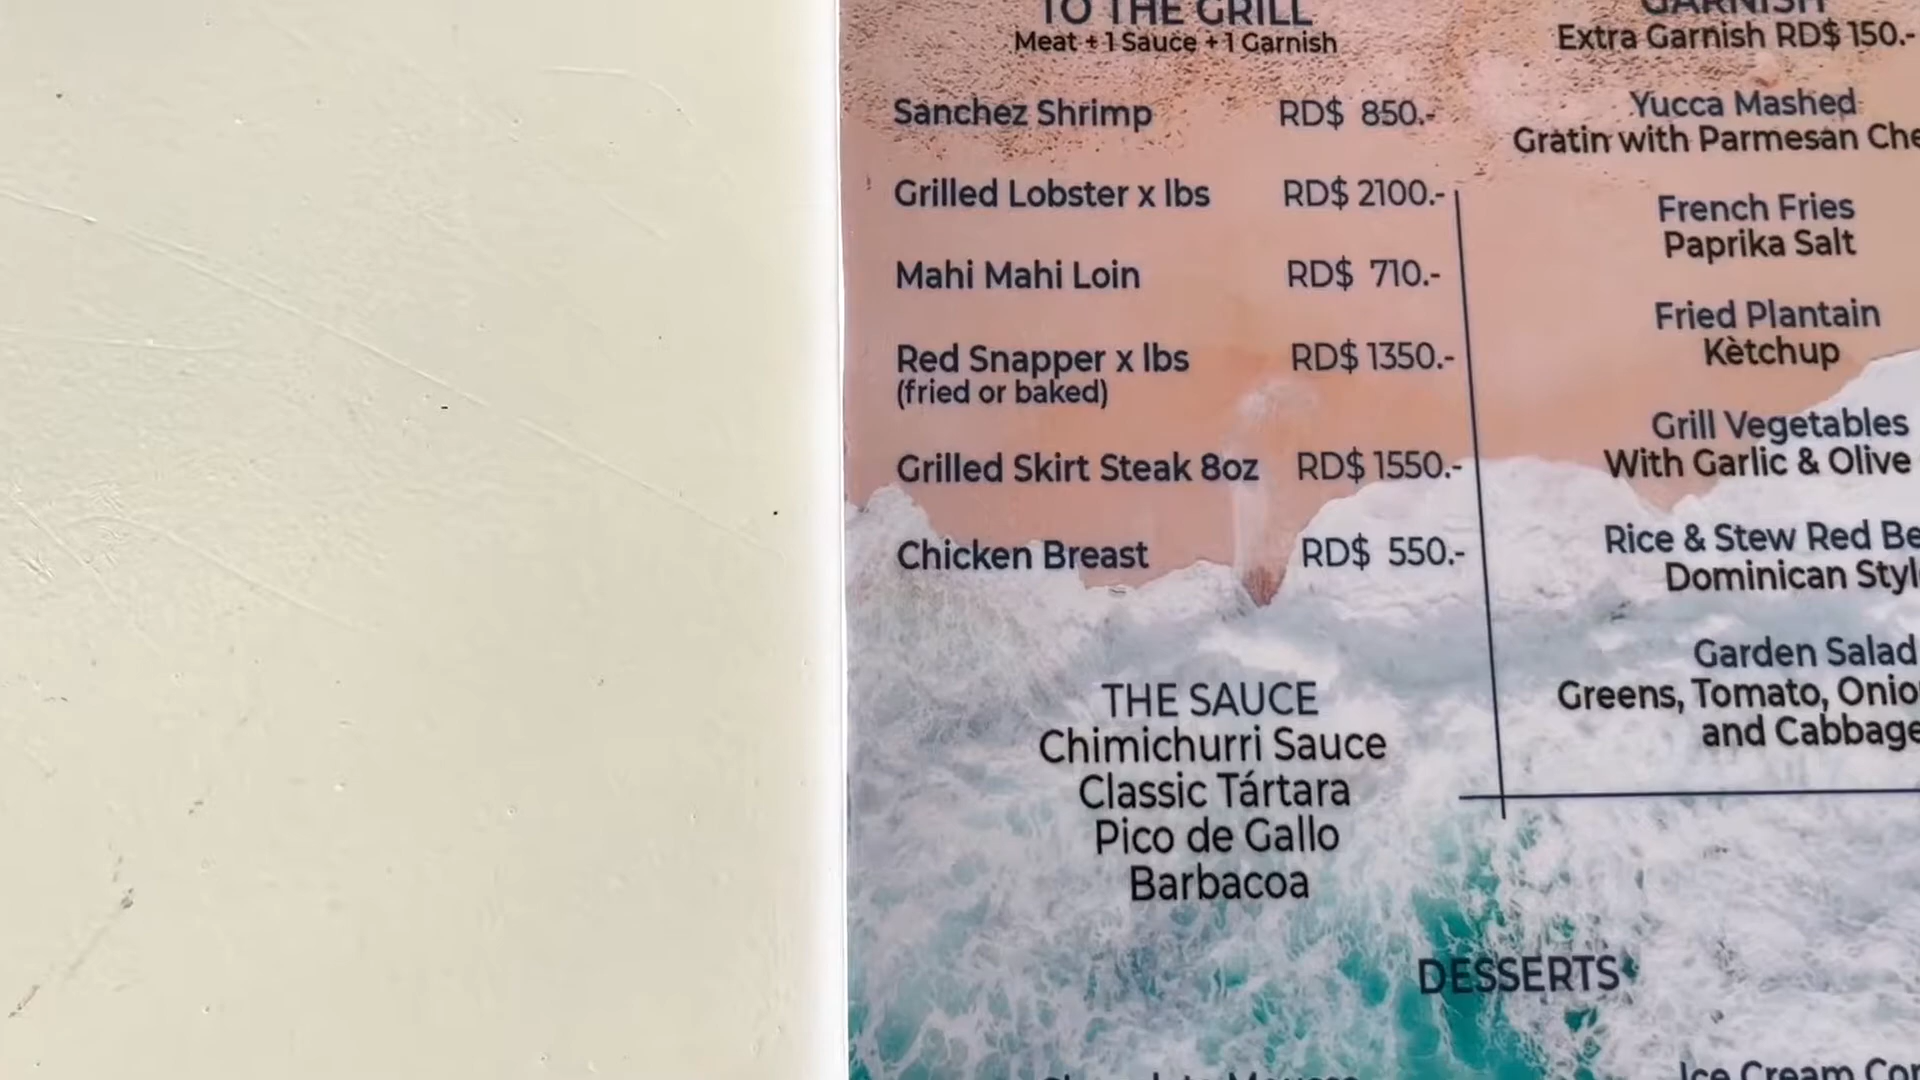 TO THE GRILL
Meat + 1 Sauce + 1 Garnish
Sanchez Shrimp RD$ 850.-
Grilled Lobster x lbs RD$ 2100.-
Mahi Mahi Loin RD$ 710.-
Red Snapper x lbs RD$ 1350.-
(fried or baked)
Grilled Skirt Steak 8oz RD$ 1550.-
Chicken Breast RD$ 550.-
THE SAUCE
Chimichurri Sauce
Classic Tártara
Pico de Gallo
Barbacoa
GARNISH
Extra Garnish RD$ 150.-
Yucca Mashed
Gratin with Parmesan
French Fries
Paprika Salt
Fried Plantain
Kètchup
Grill Vegetables
With Garlic & Olive
Rice & Stew Red
Dominican
Garden Salad
Greens, Tomato,
and Cabbage
DESSERTS
Ice Cream